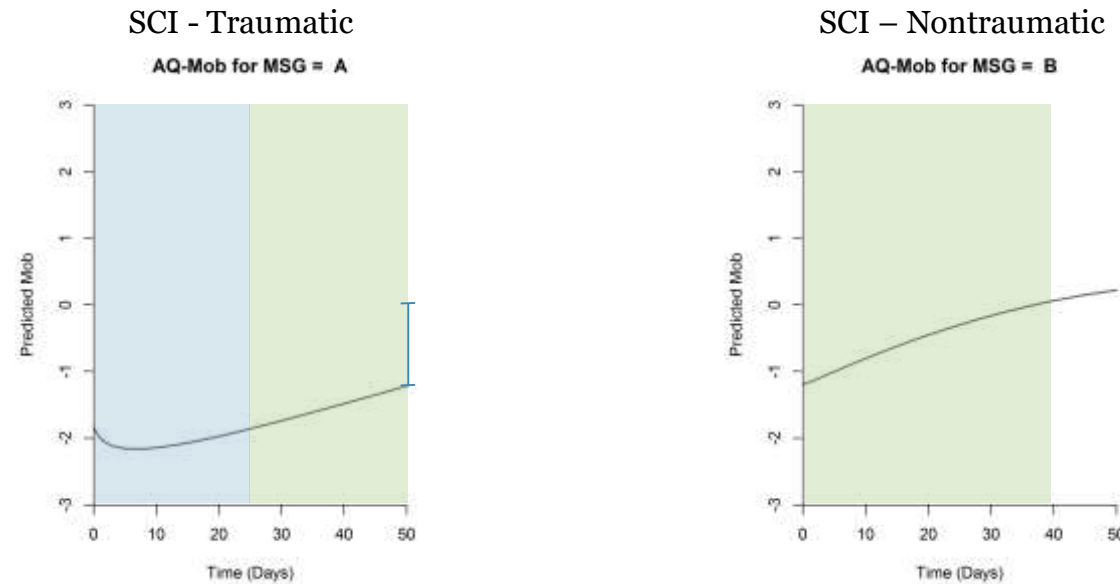 SCI - Traumatic
AQ-Mob for MSG = A
3
2
1
0
-1
-2
-3
Predicted Mob
0 10 20 30 40 50
Time (Days)
SCI – Nontraumatic
AQ-Mob for MSG = B
3
2
1
0
-1
-2
-3
Predicted Mob
0 10 20 30 40 50
Time (Days)